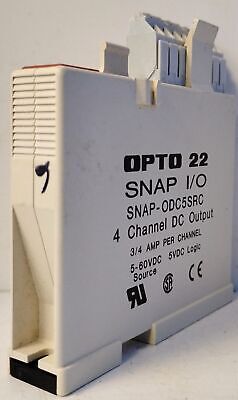 OPTO 22
SNAP I/O
SNAP-ODC5SRC
4 Channel DC Output
3/4 AMP PER CHANNEL
5-60VDC 5VDC Logic
Source